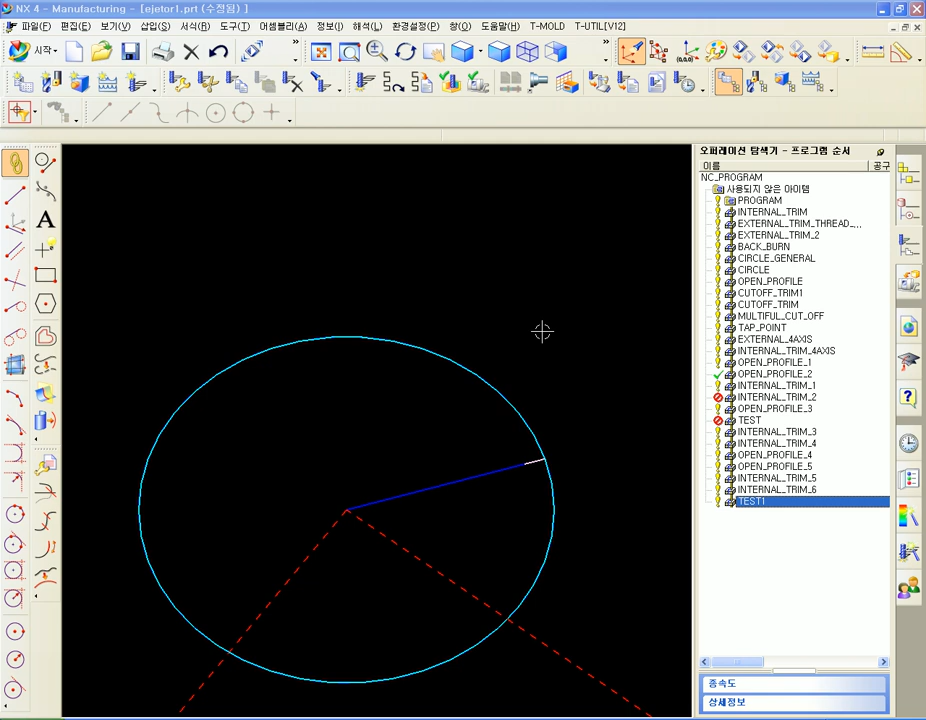 NX 4 - Manufacturing - [ejetor1.prt (수정됨) ]
파일(F) 편집(E) 보기(V) 삽입(S) 서석(R) 도구(T) 어셈블리(A) 정보(I) 해석(L) 환경설정(P) 창(O) 도움말(H) T-MOLD T-UTIL[V12]
시작
(0,0,0)
A
오퍼레이션 탐색기 - 프로그램 순서
이름 공구
NC_PROGRAM
사용되지 않은 아이템
PROGRAM
INTERNAL_TRIM
EXTERNAL_TRIM_THREAD_...
EXTERNAL_TRIM_2
BACK_BURN
CIRCLE_GENERAL
CIRCLE
OPEN_PROFILE
CUTOFF_TRIM1
CUTOFF_TRIM
MULTIFUL_CUT_OFF
TAP_POINT
EXTERNAL_4AXIS
INTERNAL_TRIM_4AXIS
OPEN_PROFILE_1
OPEN_PROFILE_2
INTERNAL_TRIM_1
INTERNAL_TRIM_2
OPEN_PROFILE_3
TEST
INTERNAL_TRIM_3
INTERNAL_TRIM_4
OPEN_PROFILE_4
OPEN_PROFILE_5
INTERNAL_TRIM_5
INTERNAL_TRIM_6
TEST1
종속도
상세정보